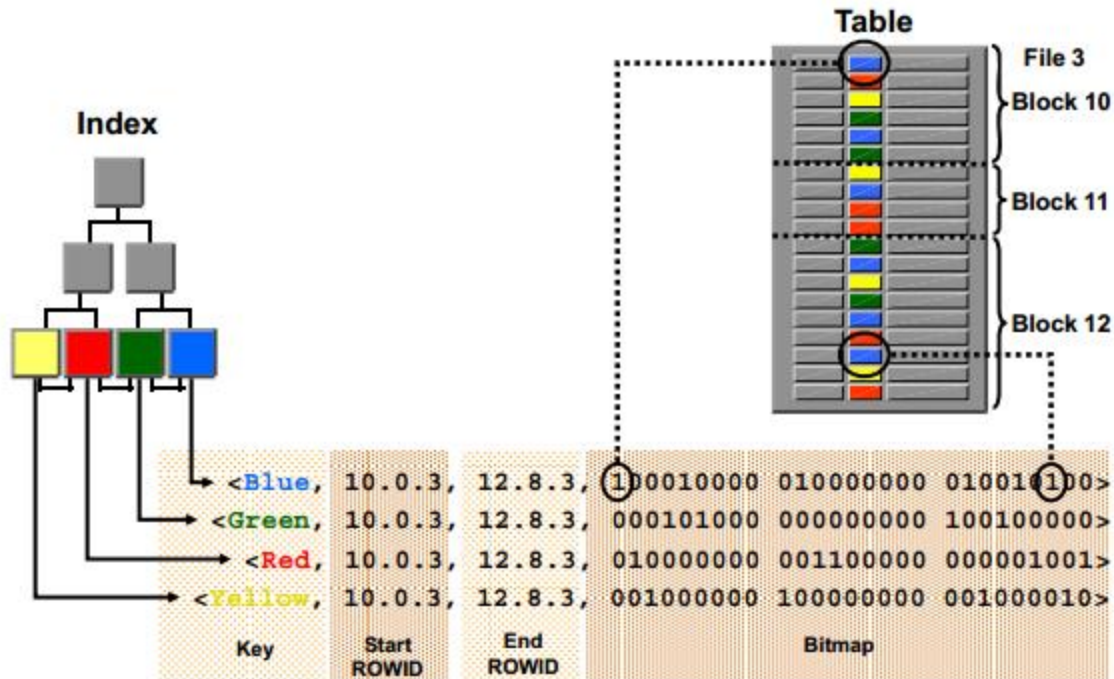 Table
File 3
Block 10
Index
Block 11
Block 12
<Blue, 10.0.3, 12.8.3, 100010000 010000000 010010100>
<Green, 10.0.3, 12.8.3, 000101000 000000000 100100000>
<Red, 10.0.3, 12.8.3, 010000000 001100000 000001001>
<Yellow, 10.0.3, 12.8.3, 001000000 100000000 001000010>
Key
Start
ROWID
End
ROWID
Bitmap